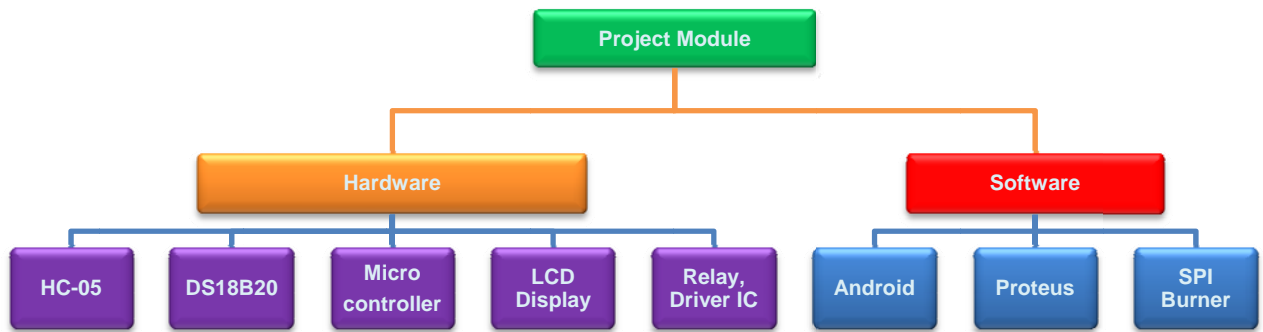 Project Module
Hardware
Software
HC-05
DS18B20
Micro
controller
LCD
Display
Relay,
Driver IC
Android
Proteus
SPI
Burner